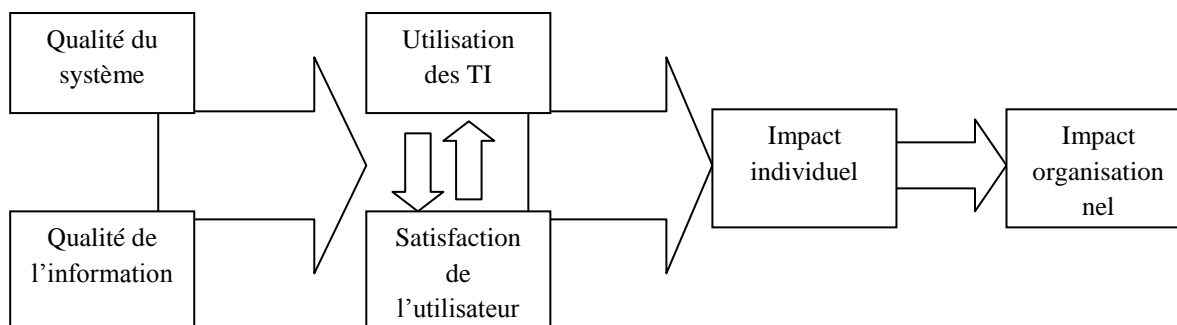 Qualité du
système
Utilisation
des TI
Impact
individuel
Impact
organisation
nel
Qualité de
l’information
Satisfaction
de
l’utilisateur